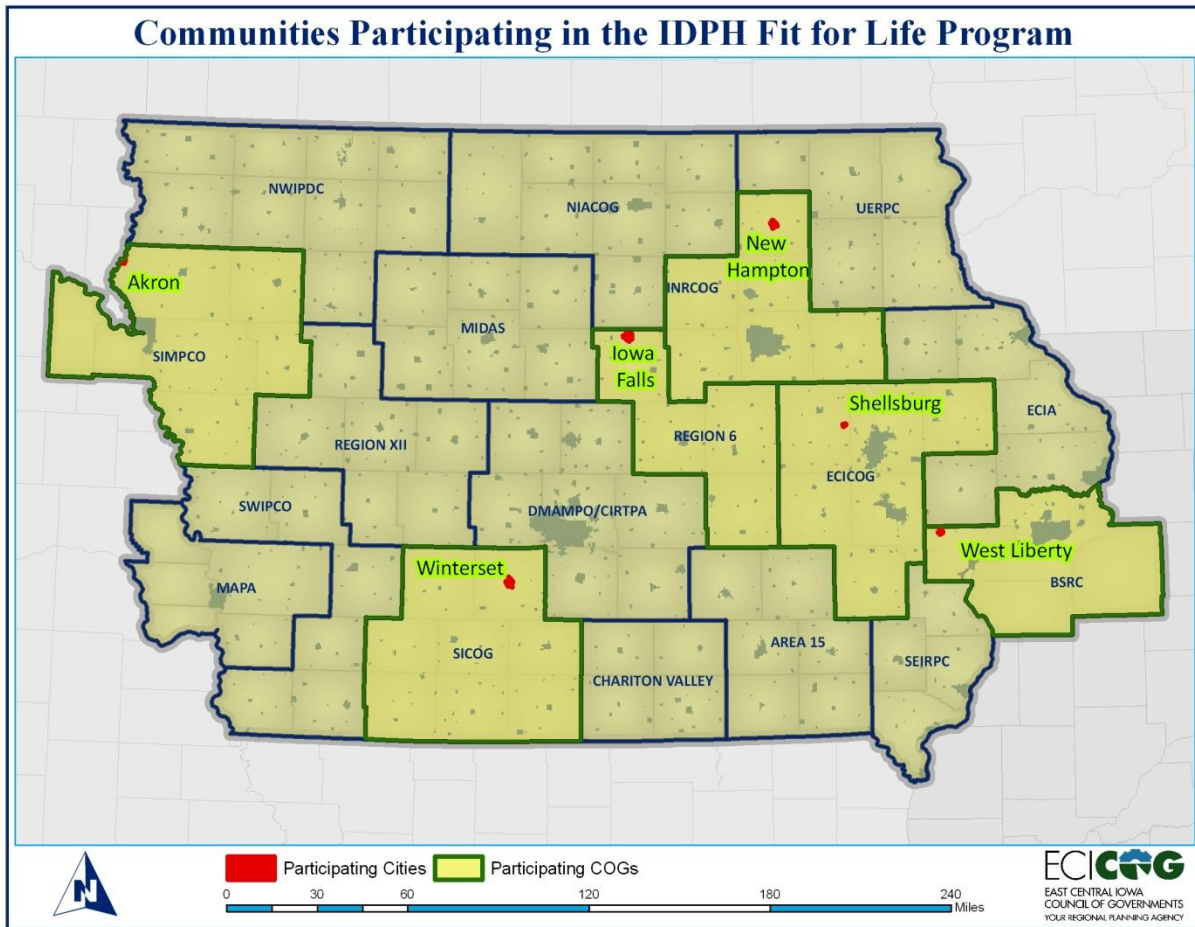 Communities Participating in the IDPH Fit for Life Program
NWIPDC
NIACOG
UERPC
New
Hampton
Akron
INRCOG
MIDAS
SIMPCO
Iowa
Falls
Shellsburg
ECIA
REGION XII
REGION 6
ECICOG
SWIPCO
DMAMPO/CIRTPA
West Liberty
Winterset
BSRC
MAPA
SICOG
AREA 15
SEIRPC
CHARITON VALLEY
N
Participating Cities
Participating COGs
0 30 60 120 180 240
Miles
ECICOG
EAST CENTRAL IOWA
COUNCIL OF GOVERNMENTS
YOUR REGIONAL PLANNING AGENCY